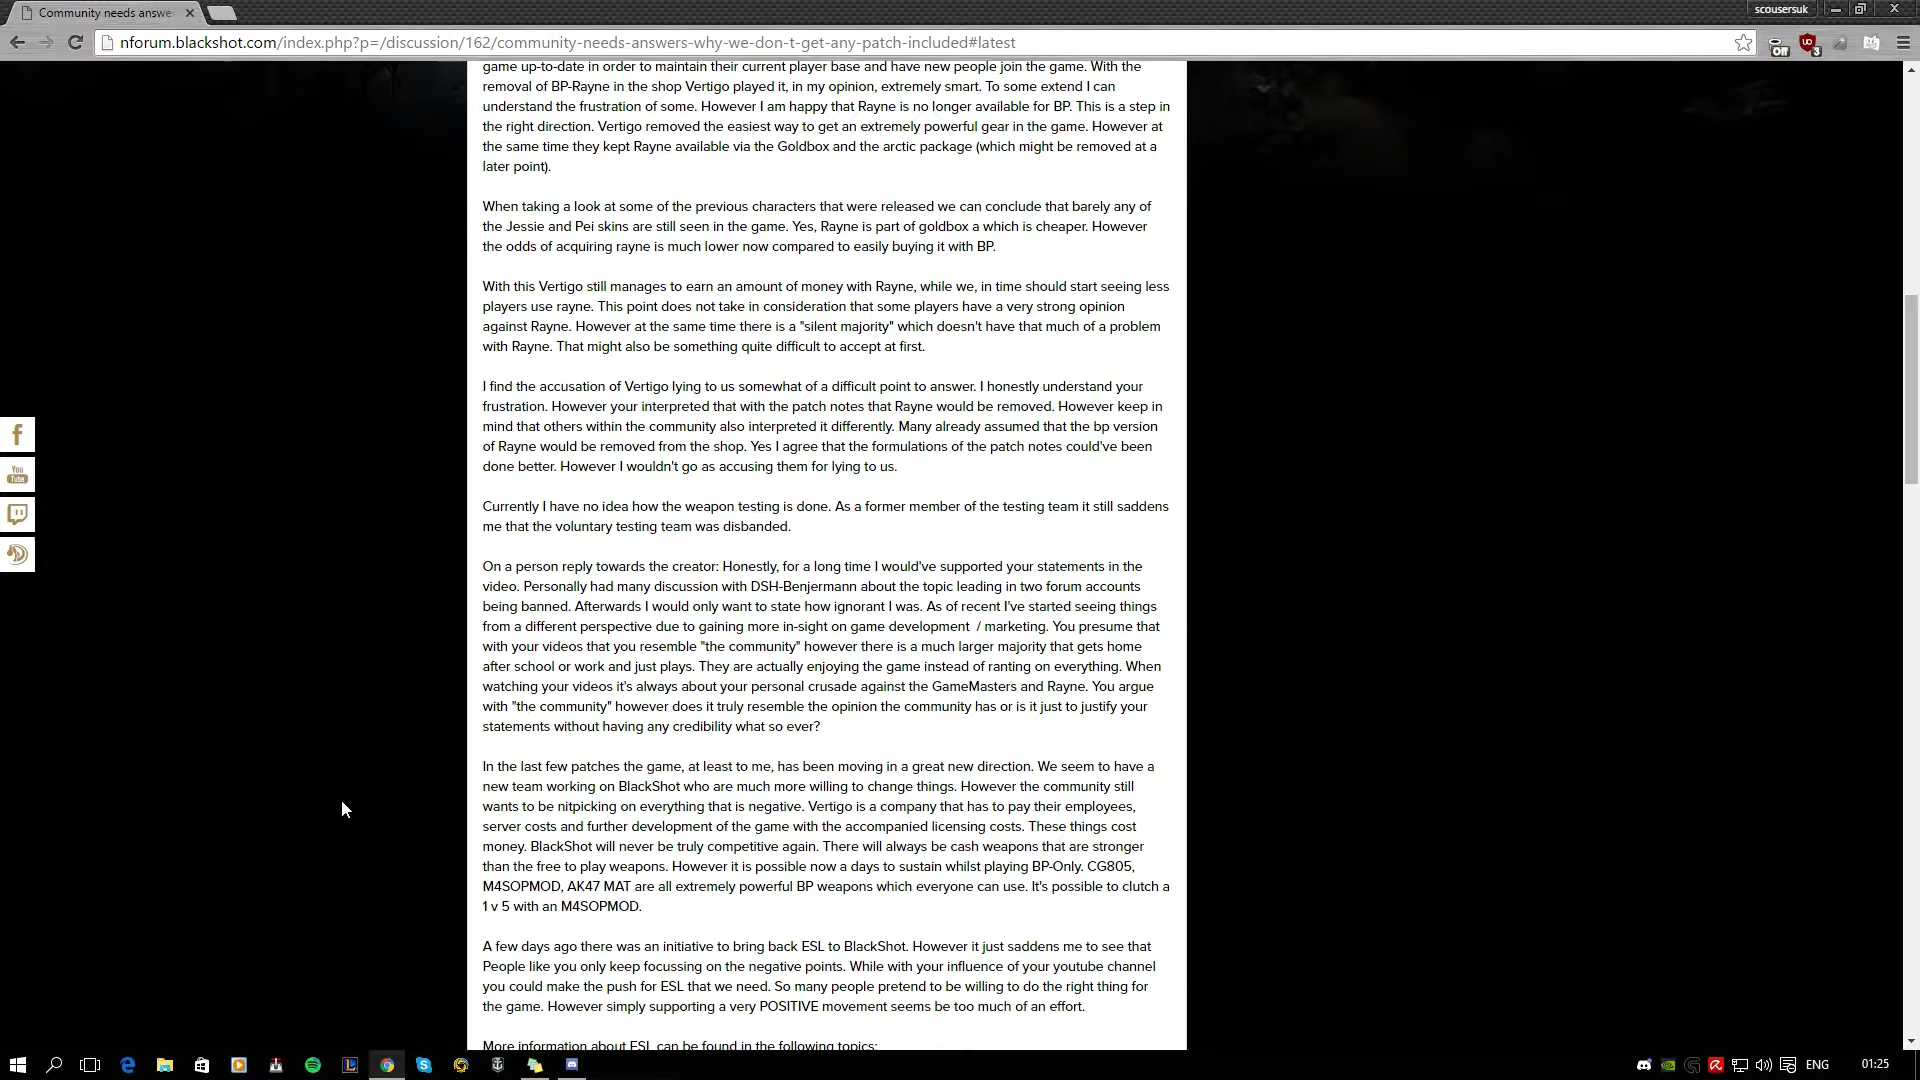 Community needs answe
scousersuk
nforum.blackshot.com/index.php?p=/discussion/162/community-needs-answers-why-we-don-t-get-any-patch-included#latest
Off
3
game up-to-date in order to maintain their current player base and have new people join the game. With the
removal of BP-Rayne in the shop Vertigo played it, in my opinion, extremely smart. To some extend I can
understand the frustration of some. However I am happy that Rayne is no longer available for BP. This is a step in
the right direction. Vertigo removed the easiest way to get an extremely powerful gear in the game. However at
the same time they kept Rayne available via the Goldbox and the arctic package (which might be removed at a
later point).
When taking a look at some of the previous characters that were released we can conclude that barely any of
the Jessie and Pei skins are still seen in the game. Yes, Rayne is part of goldbox a which is cheaper. However
the odds of acquiring rayne is much lower now compared to easily buying it with BP.
With this Vertigo still manages to earn an amount of money with Rayne, while we, in time should start seeing less
players use rayne. This point does not take in consideration that some players have a very strong opinion
against Rayne. However at the same time there is a "silent majority" which doesn't have that much of a problem
with Rayne. That might also be something quite difficult to accept at first.
I find the accusation of Vertigo lying to us somewhat of a difficult point to answer. I honestly understand your
frustration. However your interpreted that with the patch notes that Rayne would be removed. However keep in
mind that others within the community also interpreted it differently. Many already assumed that the bp version
of Rayne would be removed from the shop. Yes I agree that the formulations of the patch notes could've been
done better. However I wouldn't go as accusing them for lying to us.
Currently I have no idea how the weapon testing is done. As a former member of the testing team it still saddens
me that the voluntary testing team was disbanded.
On a person reply towards the creator: Honestly, for a long time I would've supported your statements in the
video. Personally had many discussion with DSH-Benjermann about the topic leading in two forum accounts
being banned. Afterwards I would only want to state how ignorant I was. As of recent I've started seeing things
from a different perspective due to gaining more in-sight on game development / marketing. You presume that
with your videos that you resemble "the community" however there is a much larger majority that gets home
after school or work and just plays. They are actually enjoying the game instead of ranting on everything. When
watching your videos it's always about your personal crusade against the GameMasters and Rayne. You argue
with "the community" however does it truly resemble the opinion the community has or is it just to justify your
statements without having any credibility what so ever?
In the last few patches the game, at least to me, has been moving in a great new direction. We seem to have a
new team working on BlackShot who are much more willing to change things. However the community still
wants to be nitpicking on everything that is negative. Vertigo is a company that has to pay their employees,
server costs and further development of the game with the accompanied licensing costs. These things cost
money. BlackShot will never be truly competitive again. There will always be cash weapons that are stronger
than the free to play weapons. However it is possible now a days to sustain whilst playing BP-Only. CG805,
M4SOPMOD, AK47 MAT are all extremely powerful BP weapons which everyone can use. It's possible to clutch a
1 v 5 with an M4SOPMOD.
A few days ago there was an initiative to bring back ESL to BlackShot. However it just saddens me to see that
People like you only keep focussing on the negative points. While with your influence of your youtube channel
you could make the push for ESL that we need. So many people pretend to be willing to do the right thing for
the game. However simply supporting a very POSITIVE movement seems be too much of an effort.
More information about ESL can be found in the following topics:
You
Tube
ENG
01:25